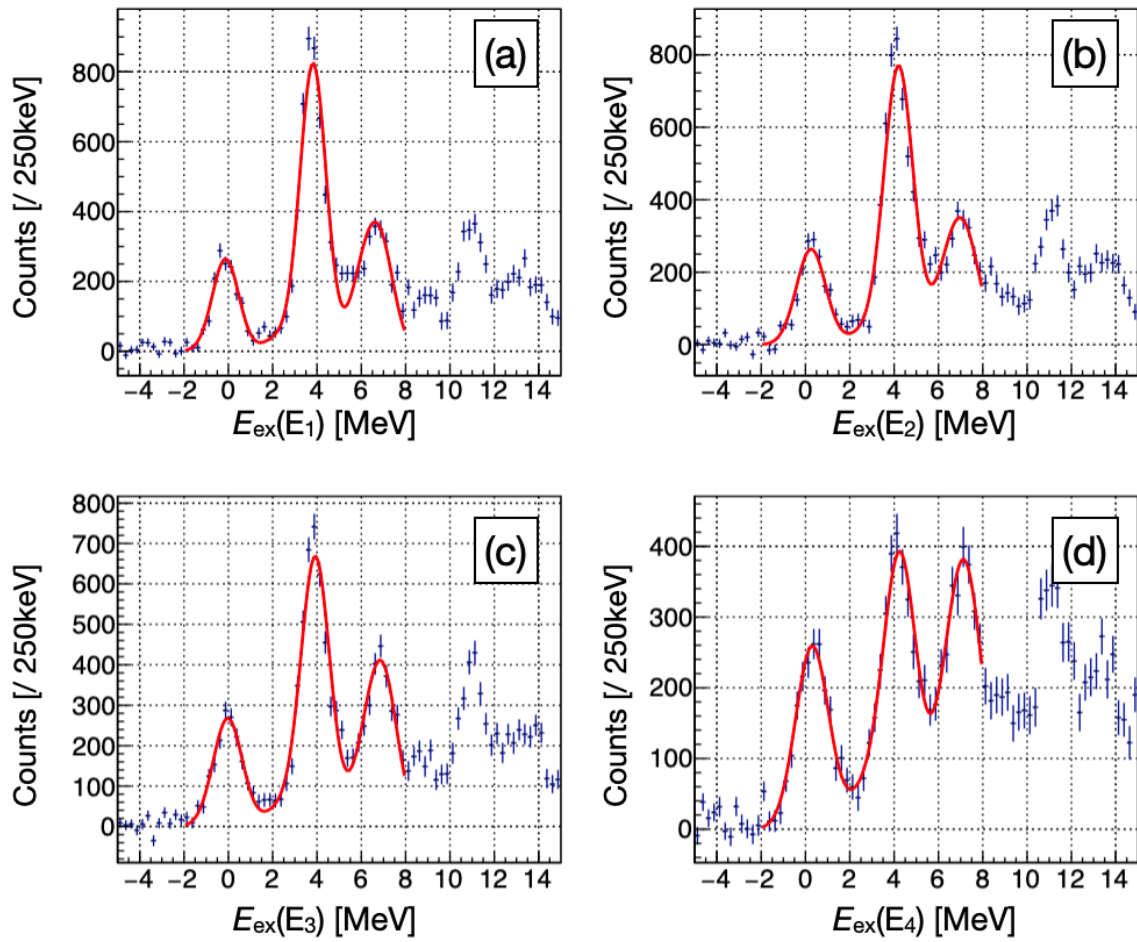 (a)
Counts [/ 250keV]
800
600
400
200
0
−4 −2 0 2 4 6 8 10 12 14
Eex(E1) [MeV]
(b)
Counts [/ 250keV]
800
600
400
200
0
−4 −2 0 2 4 6 8 10 12 14
Eex(E2) [MeV]
(c)
Counts [/ 250keV]
800
700
600
500
400
300
200
100
0
−4 −2 0 2 4 6 8 10 12 14
Eex(E3) [MeV]
(d)
Counts [/ 250keV]
400
300
200
100
0
−4 −2 0 2 4 6 8 10 12 14
Eex(E4) [MeV]